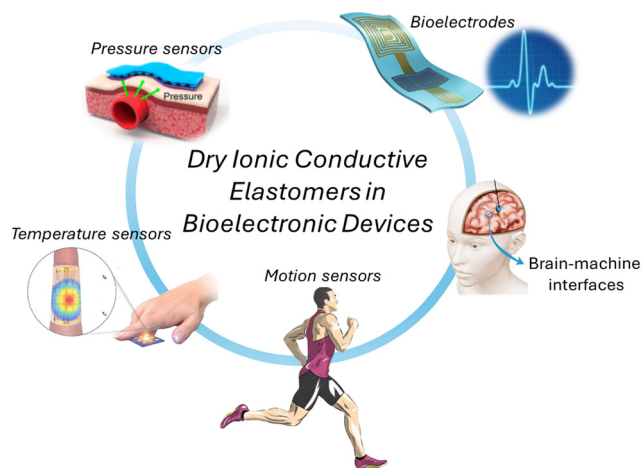 Pressure sensors
Bioelectrodes
Pressure
Dry Ionic Conductive
Elastomers in
Bioelectronic Devices
Temperature sensors
Motion sensors
Brain-machine
interfaces